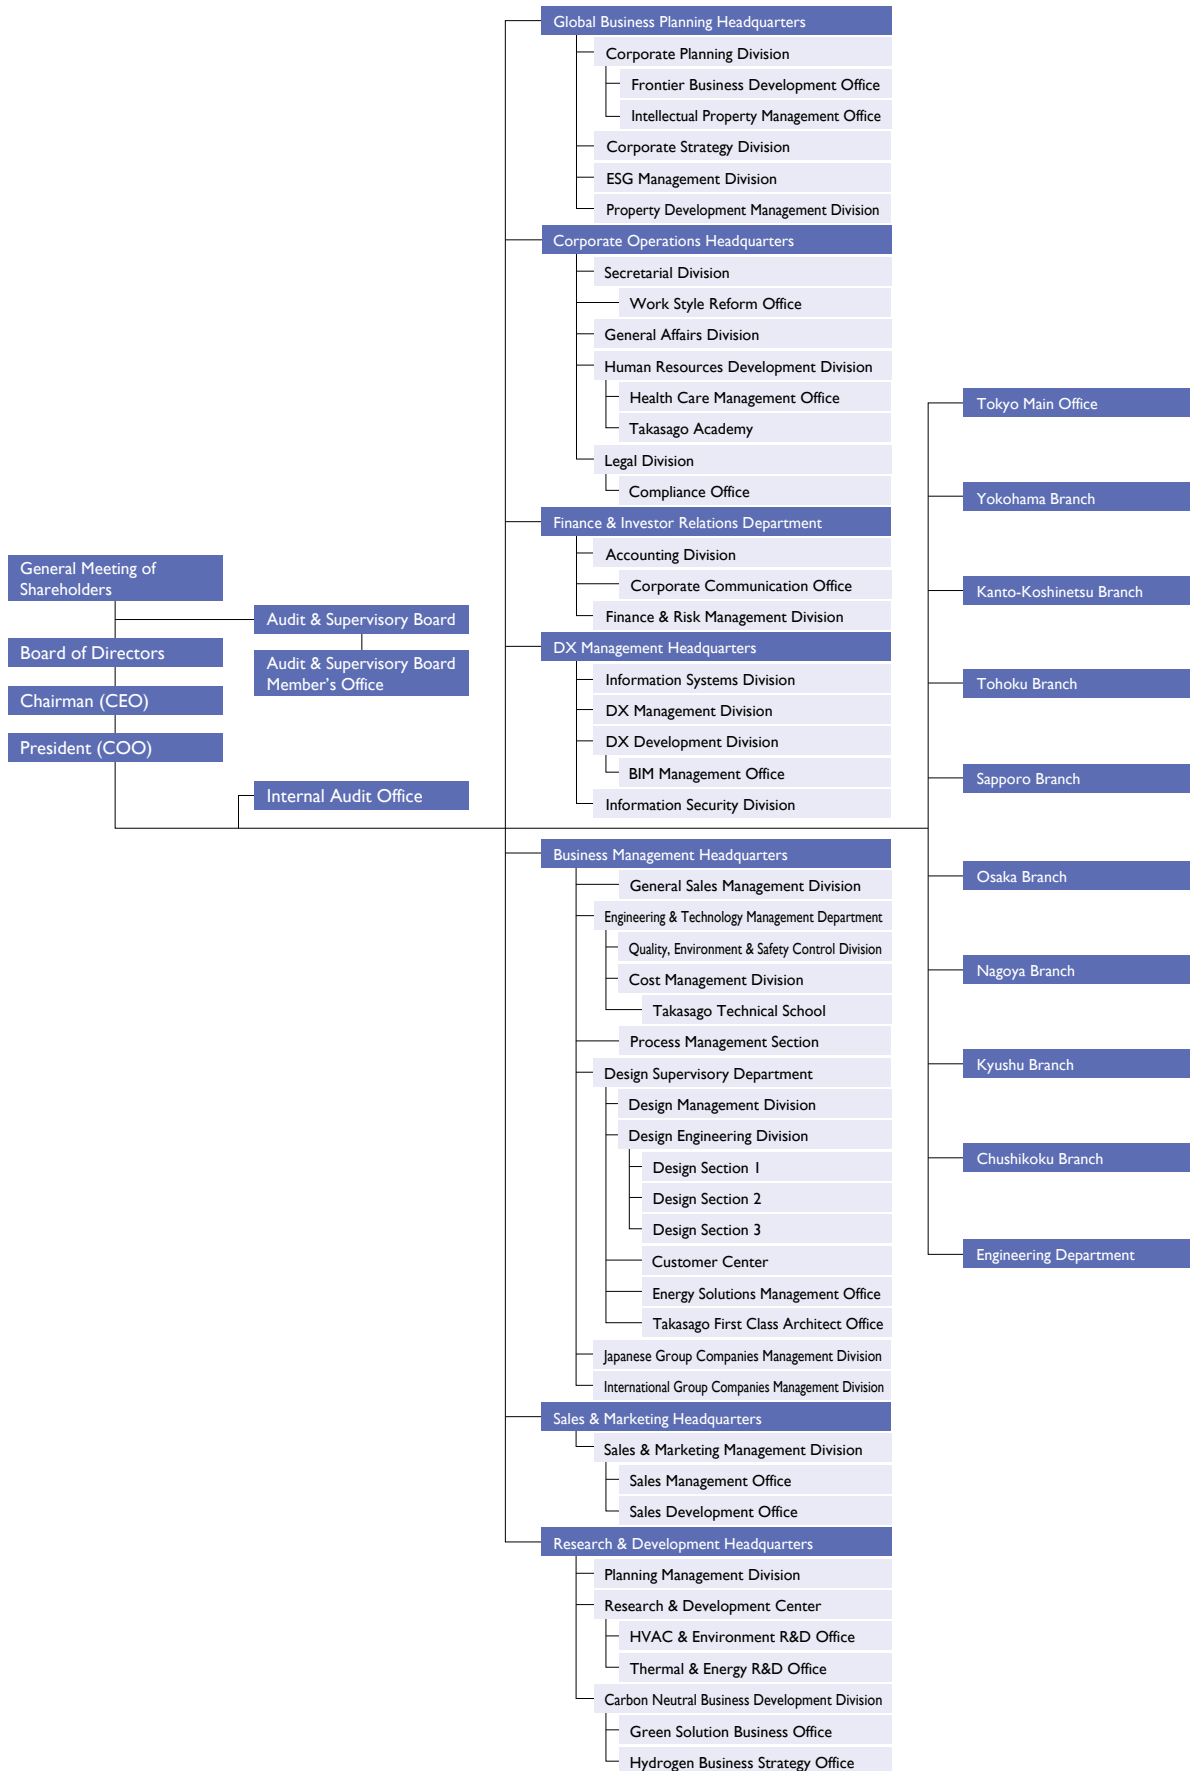 General Meeting of
Shareholders
Audit & Supervisory Board
Board of Directors
Audit & Supervisory Board
Member's Office
Chairman (CEO)
President (COO)
Internal Audit Office
Global Business Planning Headquarters
Corporate Planning Division
Frontier Business Development Office
Intellectual Property Management Office
Corporate Strategy Division
ESG Management Division
Property Development Management Division
Corporate Operations Headquarters
Secretarial Division
Work Style Reform Office
General Affairs Division
Human Resources Development Division
Health Care Management Office
Takasago Academy
Legal Division
Compliance Office
Finance & Investor Relations Department
Accounting Division
Corporate Communication Office
Finance & Risk Management Division
DX Management Headquarters
Information Systems Division
DX Management Division
DX Development Division
BIM Management Office
Information Security Division
Business Management Headquarters
General Sales Management Division
Engineering & Technology Management Department
Quality, Environment & Safety Control Division
Cost Management Division
Takasago Technical School
Process Management Section
Design Supervisory Department
Design Management Division
Design Engineering Division
Design Section 1
Design Section 2
Design Section 3
Customer Center
Energy Solutions Management Office
Takasago First Class Architect Office
Japanese Group Companies Management Division
International Group Companies Management Division
Sales & Marketing Headquarters
Sales & Marketing Management Division
Sales Management Office
Sales Development Office
Research & Development Headquarters
Planning Management Division
Research & Development Center
HVAC & Environment R&D Office
Thermal & Energy R&D Office
Carbon Neutral Business Development Division
Green Solution Business Office
Hydrogen Business Strategy Office
Tokyo Main Office
Yokohama Branch
Kanto-Koshinetsu Branch
Tohoku Branch
Sapporo Branch
Osaka Branch
Nagoya Branch
Kyushu Branch
Chushikoku Branch
Engineering Department